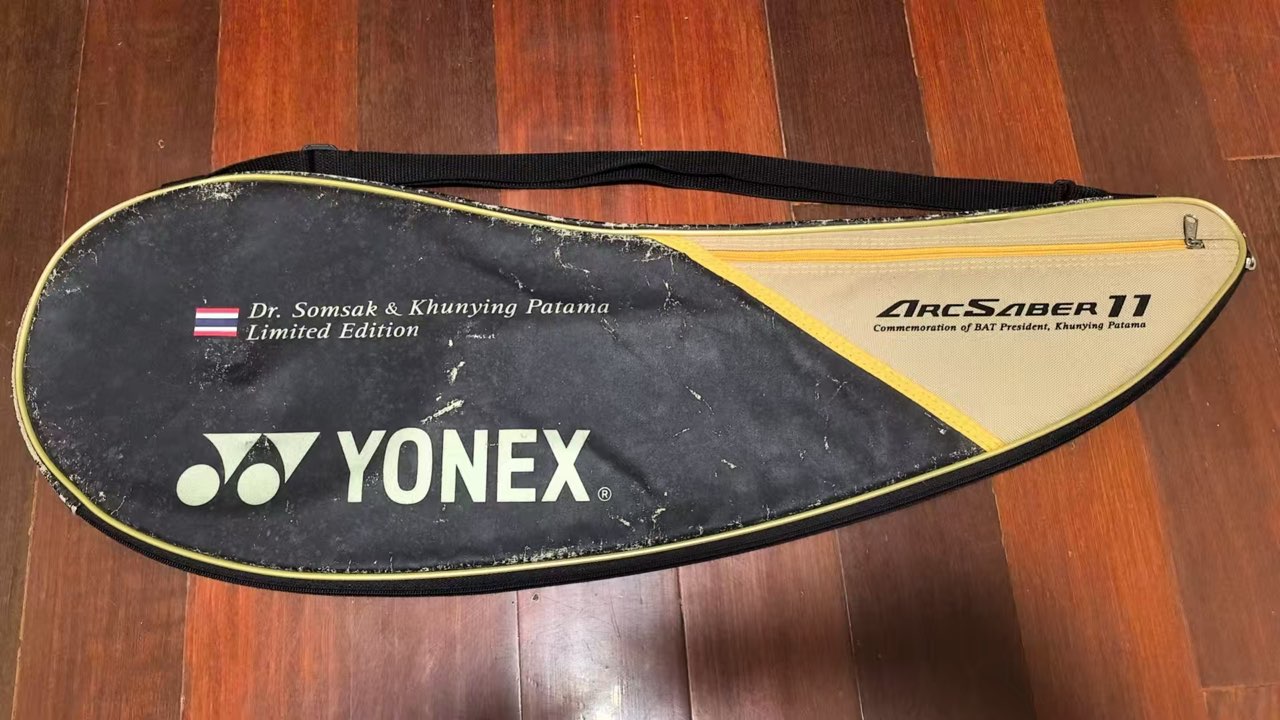 Dr. Somsak & Khunying Patama
Limited Edition
YONEX®
ARCSABER 11
Commemoration of BAT President, Khunying Patama